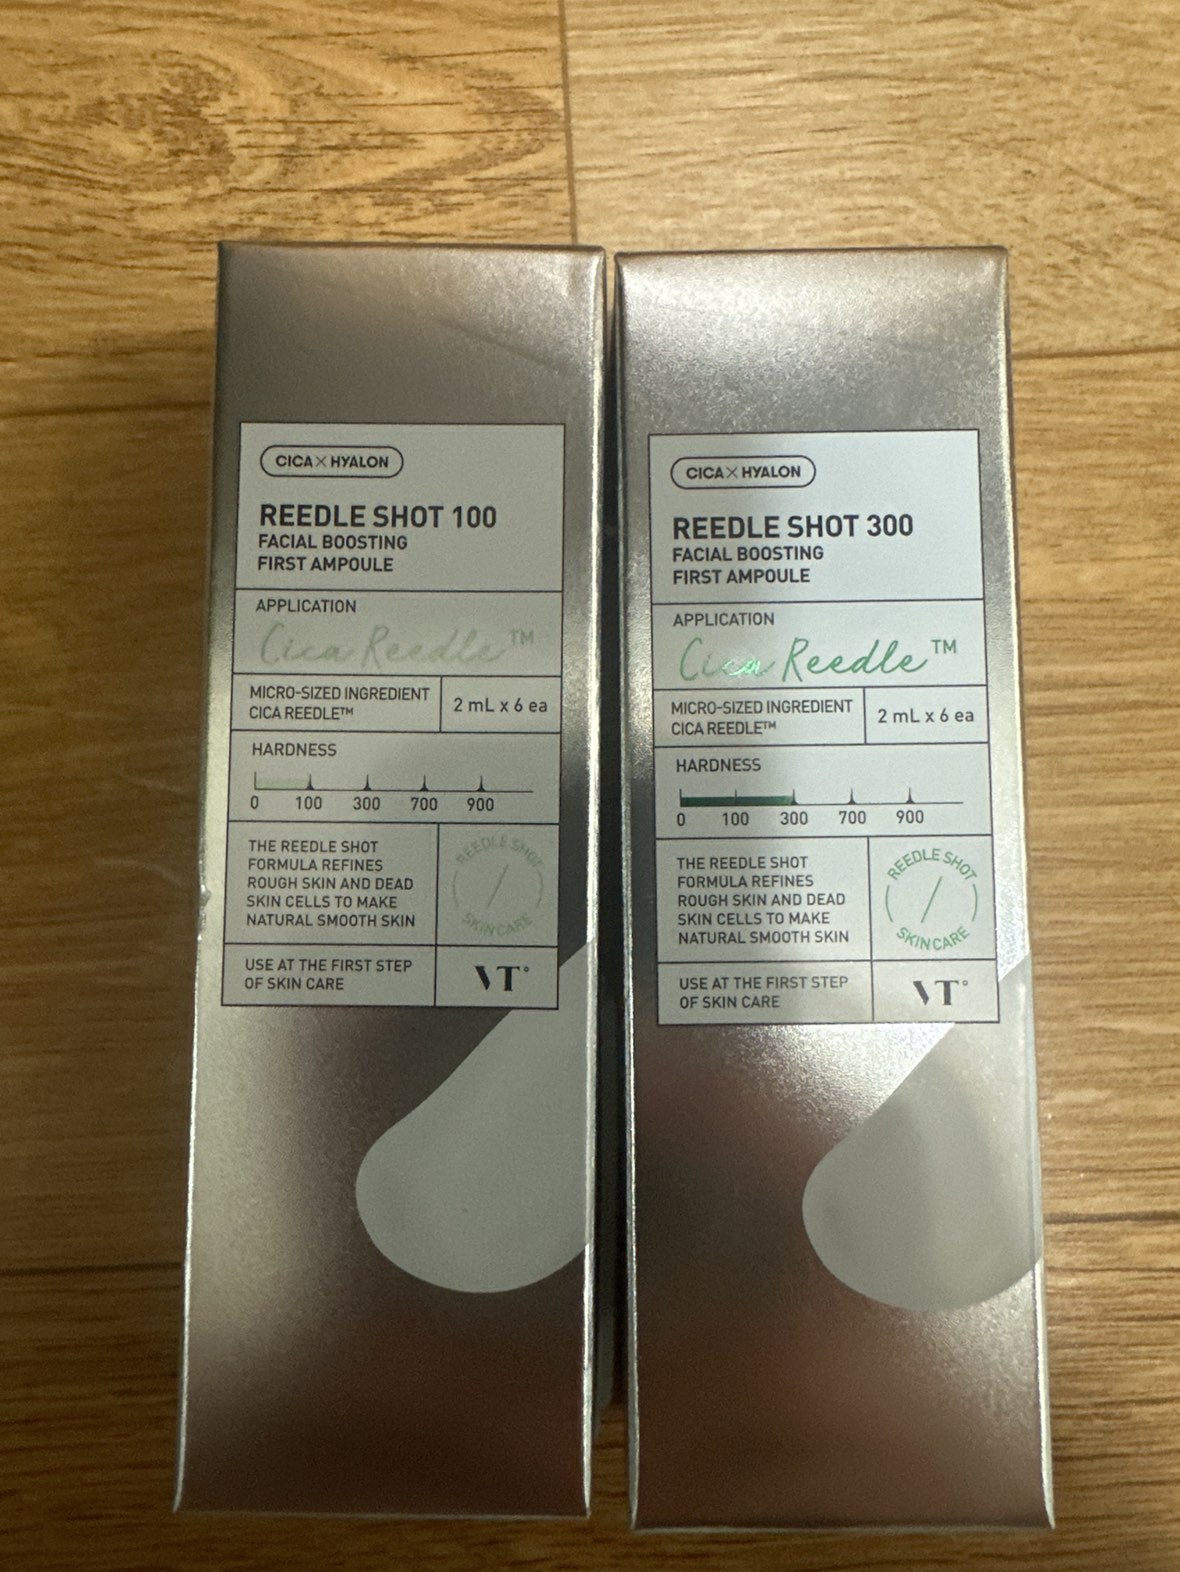 CICA×HYALON
REEDLE SHOT 100
FACIAL BOOSTING
FIRST AMPOULE
APPLICATION
Cica Reedle™
MICRO-SIZED INGREDIENT
CICA REEDLE™
2 mL x 6 ea
HARDNESS
0 100 300 700 900
THE REEDLE SHOT
FORMULA REFINES
ROUGH SKIN AND DEAD
SKIN CELLS TO MAKE
NATURAL SMOOTH SKIN
REEDLE SHOT
SKINCARE
USE AT THE FIRST STEP
OF SKIN CARE
VT°
CICA×HYALON
REEDLE SHOT 300
FACIAL BOOSTING
FIRST AMPOULE
APPLICATION
Cica Reedle™
MICRO-SIZED INGREDIENT
CICA REEDLE™
2 mL x 6 ea
HARDNESS
0 100 300 700 900
THE REEDLE SHOT
FORMULA REFINES
ROUGH SKIN AND DEAD
SKIN CELLS TO MAKE
NATURAL SMOOTH SKIN
REEDLE SHOT
SKINCARE
USE AT THE FIRST STEP
OF SKIN CARE
VT°